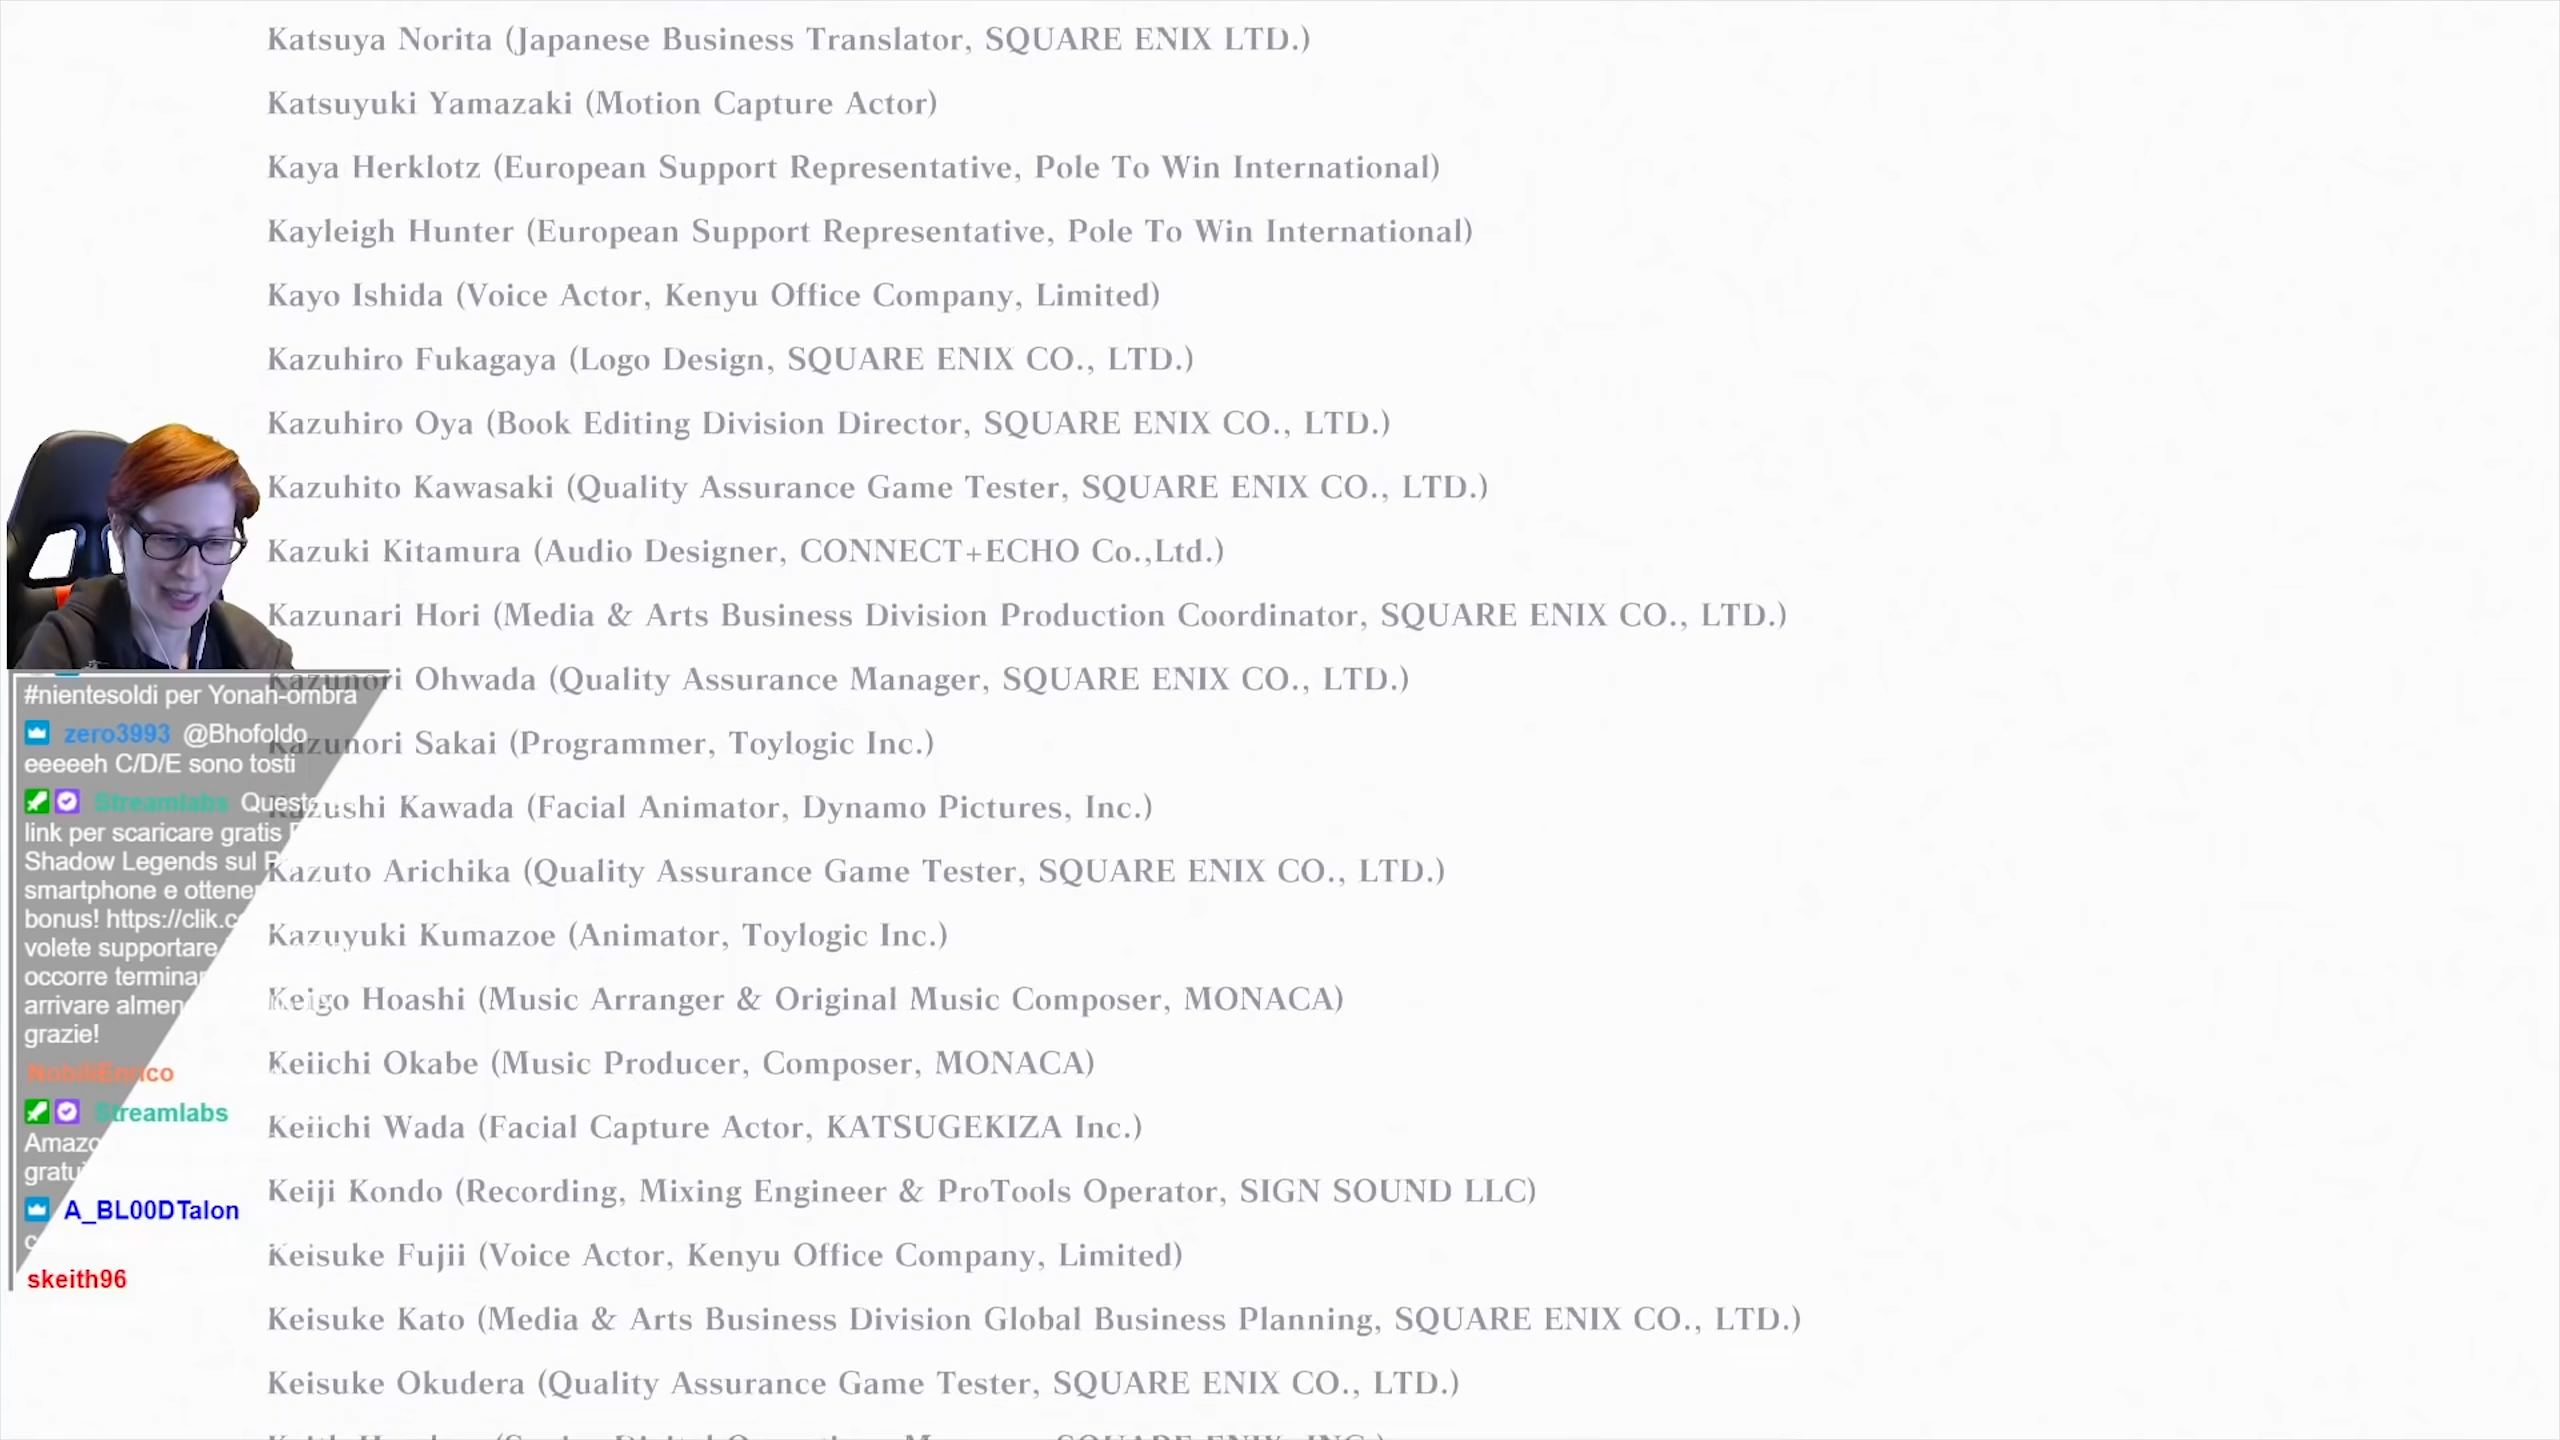 Katsuya Norita (Japanese Business Translator, SQUARE ENIX LTD.)
Katsuyuki Yamazaki (Motion Capture Actor)
Kaya Herklotz (European Support Representative, Pole To Win International)
Kayleigh Hunter (European Support Representative, Pole To Win International)
Kayo Ishida (Voice Actor, Kenyu Office Company, Limited)
Kazuhiro Fukagaya (Logo Design, SQUARE ENIX CO., LTD.)
Kazuhiro Oya (Book Editing Division Director, SQUARE ENIX CO., LTD.)
Kazuhito Kawasaki (Quality Assurance Game Tester, SQUARE ENIX CO., LTD.)
Kazuki Kitamura (Audio Designer, CONNECT+ECHO Co.,Ltd.)
Kazunari Hori (Media & Arts Business Division Production Coordinator, SQUARE ENIX CO., LTD.)
Kazunori Ohwada (Quality Assurance Manager, SQUARE ENIX CO., LTD.)
Kazunori Sakai (Programmer, Toylogic Inc.)
Kazushi Kawada (Facial Animator, Dynamo Pictures, Inc.)
Kazuto Arichika (Quality Assurance Game Tester, SQUARE ENIX CO., LTD.)
Kazuyuki Kumazoe (Animator, Toylogic Inc.)
Keigo Hoashi (Music Arranger & Original Music Composer, MONACA)
Keiichi Okabe (Music Producer, Composer, MONACA)
Keiichi Wada (Facial Capture Actor, KATSUGEKIZA Inc.)
Keiji Kondo (Recording, Mixing Engineer & ProTools Operator, SIGN SOUND LLC)
Keisuke Fujii (Voice Actor, Kenyu Office Company, Limited)
Keisuke Kato (Media & Arts Business Division Global Business Planning, SQUARE ENIX CO., LTD.)
Keisuke Okudera (Quality Assurance Game Tester, SQUARE ENIX CO., LTD.)
#nientesoldi per Yonah-ombra
zero3993 @Bhofoldo
eeeeeh C/D/E sono tosti
Streamlabs
link per scaricare gratis
Shadow Legends sul
smartphone e
bonus! https://clik.c
volete supportare
occorre
arrivare
grazie!
NobiliEnrico
Streamlabs
A_BL00DTalon
skeith96